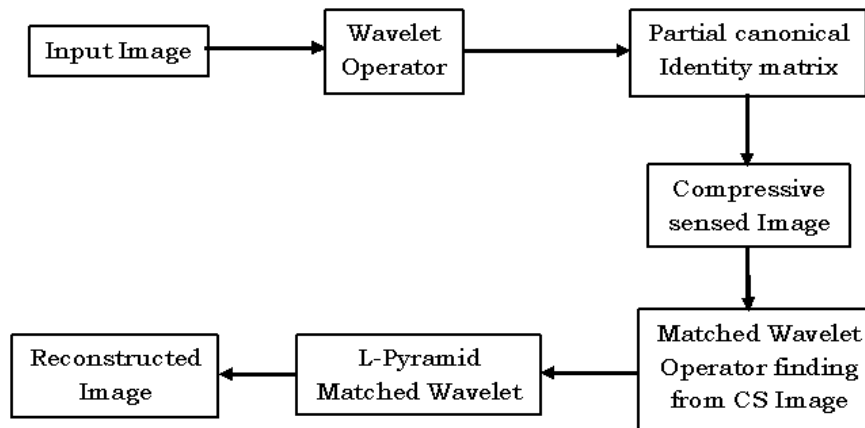 Input Image
Wavelet
Operator
Partial canonical
Identity matrix
Compressive
sensed Image
Matched Wavelet
Operator finding
from CS Image
L-Pyramid
Matched Wavelet
Reconstructed
Image